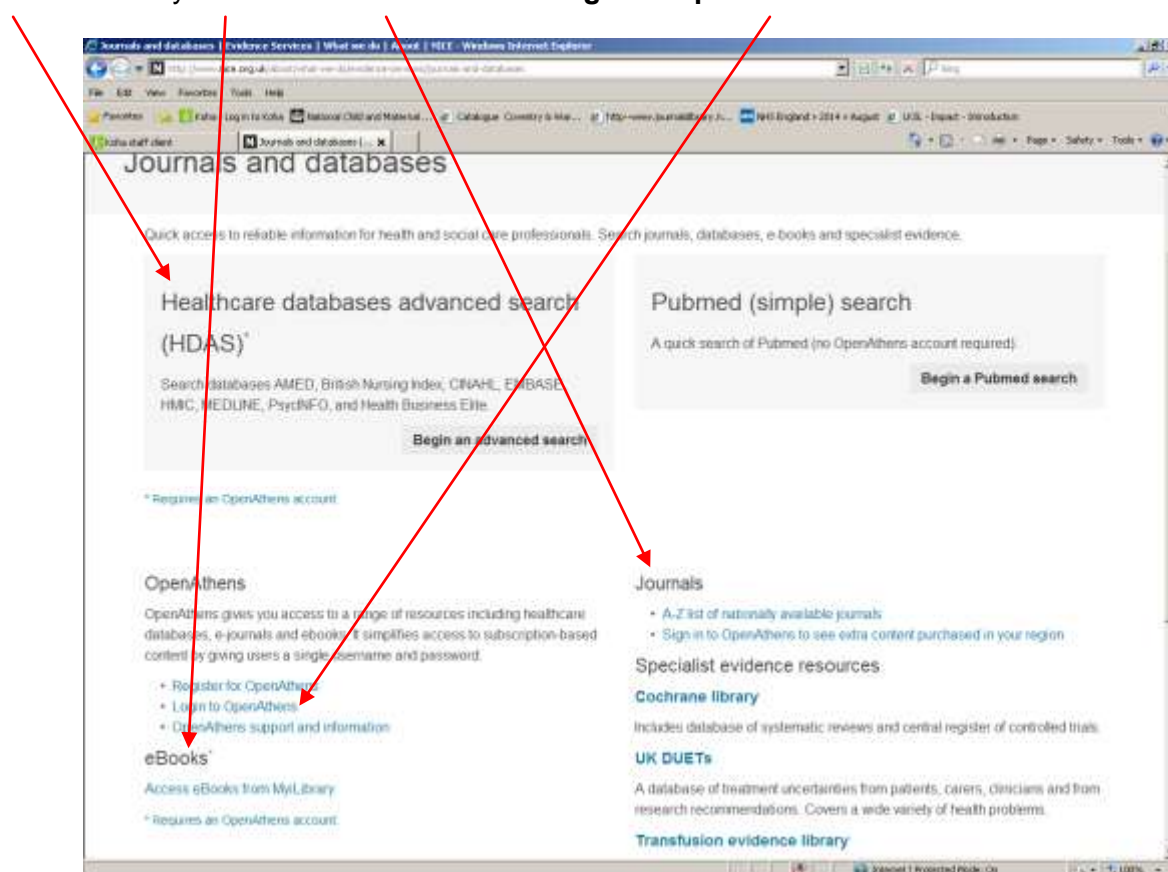 Journals and databases | Evidence Services | What we do | About | NICE - Windows Internet Explorer
File Edit View Favorites Tools Help
Favorites
Koha staff client
Journals and databases |...
Page Safety Tools
Journals and databases
Quick access to reliable information for health and social care professionals. Search journals, databases, e-books and specialist evidence.
Healthcare databases advanced search
(HDAS)*
Search databases AMED, British Nursing Index, CINAHL, EMBASE,
HMIC, MEDLINE, PsycINFO, and Health Business Elite.
Begin an advanced search
Pubmed (simple) search
A quick search of Pubmed (no OpenAthens account required)
Begin a Pubmed search
* Requires an OpenAthens account
OpenAthens
OpenAthens gives you access to a range of resources including healthcare
databases, e-journals and ebooks. It simplifies access to subscription-based
content by giving users a single username and password.
• Register for OpenAthens
• Login to OpenAthens
• OpenAthens support and information
eBooks*
Access eBooks from MyiLibrary
* Requires an OpenAthens account
Journals
• A-Z list of nationally available journals
• Sign in to OpenAthens to see extra content purchased in your region
Specialist evidence resources
Cochrane library
Includes database of systematic reviews and central register of controlled trials.
UK DUETs
A database of treatment uncertainties from patients, carers, clinicians and from
research recommendations. Covers a wide variety of health problems.
Transfusion evidence library
Internet | Protected Mode: On
100%